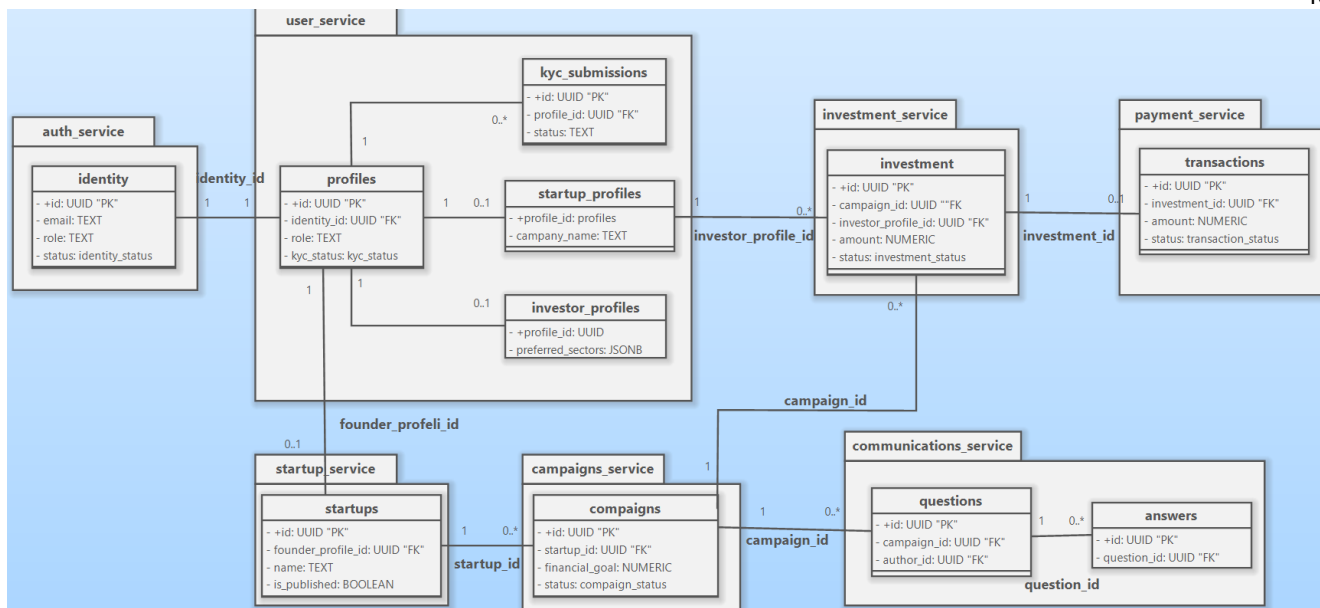 user_service
kyc_submissions
- +id: UUID "PK"
- profile_id: UUID "FK"
- status: TEXT
0..*
1
auth_service
identity
- +id: UUID "PK"
- email: TEXT
- role: TEXT
- status: identity_status
identity_id
1
1
profiles
- +id: UUID "PK"
- identity_id: UUID "FK"
- role: TEXT
- kyc_status: kyc_status
1
0..1
startup_profiles
- +profile_id: profiles
- company_name: TEXT
1
0..*
investor_profile_id
investment_service
investment
- +id: UUID "PK"
- campaign_id: UUID ""FK
- investor_profile_id: UUID "FK"
- amount: NUMERIC
- status: investment_status
1
0..1
investment_id
payment_service
transactions
- +id: UUID "PK"
- investment_id: UUID "FK"
- amount: NUMERIC
- status: transaction_status
1
1
0..1
investor_profiles
- +profile_id: UUID
- preferred_sectors: JSONB
0..*
campaign_id
founder_profeli_id
0..1
1
startup_service
startups
- +id: UUID "PK"
- founder_profile_id: UUID "FK"
- name: TEXT
- is_published: BOOLEAN
1
0..*
startup_id
campaigns_service
compaigns
- +id: UUID "PK"
- startup_id: UUID "FK"
- financial_goal: NUMERIC
- status: compaign_status
1
0..*
campaign_id
communications_service
questions
- +id: UUID "PK"
- campaign_id: UUID "FK"
- author_id: UUID "FK"
1
0..*
question_id
answers
- +id: UUID "PK"
- question_id: UUID "FK"